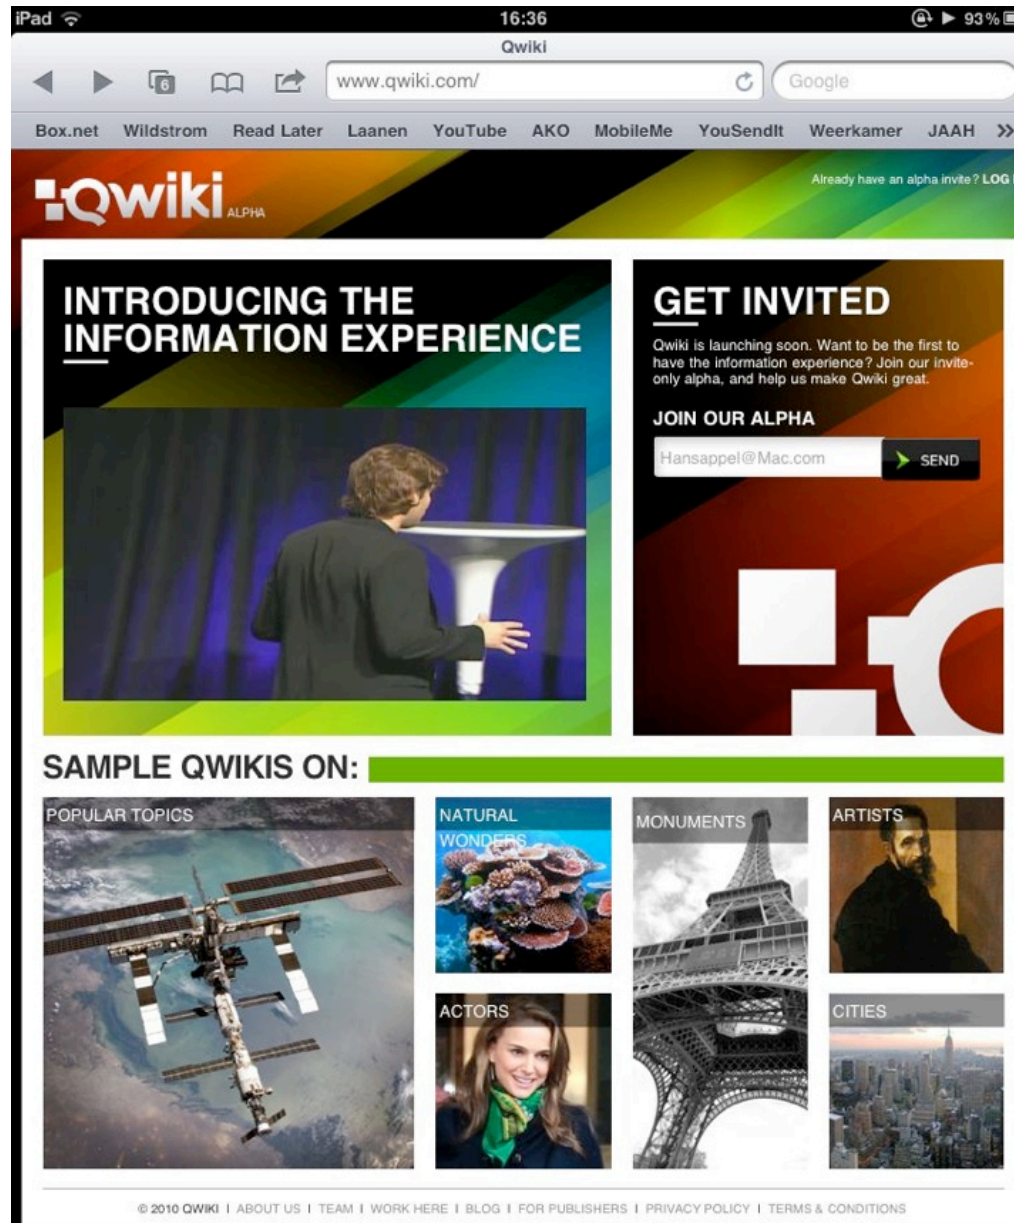 iPad 16:36 93%
Qwiki
6 www.qwiki.com/ Google
Box.net Wildstrom Read Later Laanen YouTube AKO MobileMe YouSendIt Weerkamer JAAH »
Already have an alpha invite? LOG
Qwiki ALPHA
INTRODUCING THE
INFORMATION EXPERIENCE
GET INVITED
Qwiki is launching soon. Want to be the first to
have the information experience? Join our invite-
only alpha, and help us make Qwiki great.
JOIN OUR ALPHA
Hansappel@Mac.com SEND
SAMPLE QWIKIS ON:
POPULAR TOPICS
NATURAL
WONDERS
MONUMENTS
ARTISTS
ACTORS
CITIES
© 2010 QWIKI | ABOUT US | TEAM | WORK HERE | BLOG | FOR PUBLISHERS | PRIVACY POLICY | TERMS & CONDITIONS